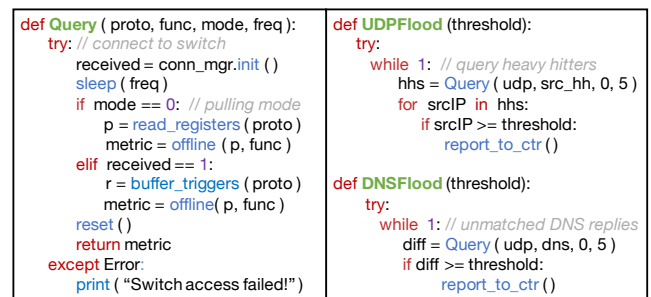 def Query ( proto, func, mode, freq ):
try: // connect to switch
received = conn_mgr.init ()
sleep ( freq )
if mode == 0: // pulling mode
p = read_registers ( proto )
metric = offline ( p, func )
elif received == 1:
r = buffer_triggers ( proto )
metric = offline( p, func )
reset ()
return metric
except Error:
print ( “Switch access failed!” )
def UDPFlood (threshold):
try:
while 1: // query heavy hitters
hhs = Query ( udp, src_hh, 0, 5 )
for srcIP in hhs:
if srcIP >= threshold:
report_to_ctr ()
def DNSFlood (threshold):
try:
while 1: // unmatched DNS replies
diff = Query ( udp, dns, 0, 5 )
if diff >= threshold:
report_to_ctr ()